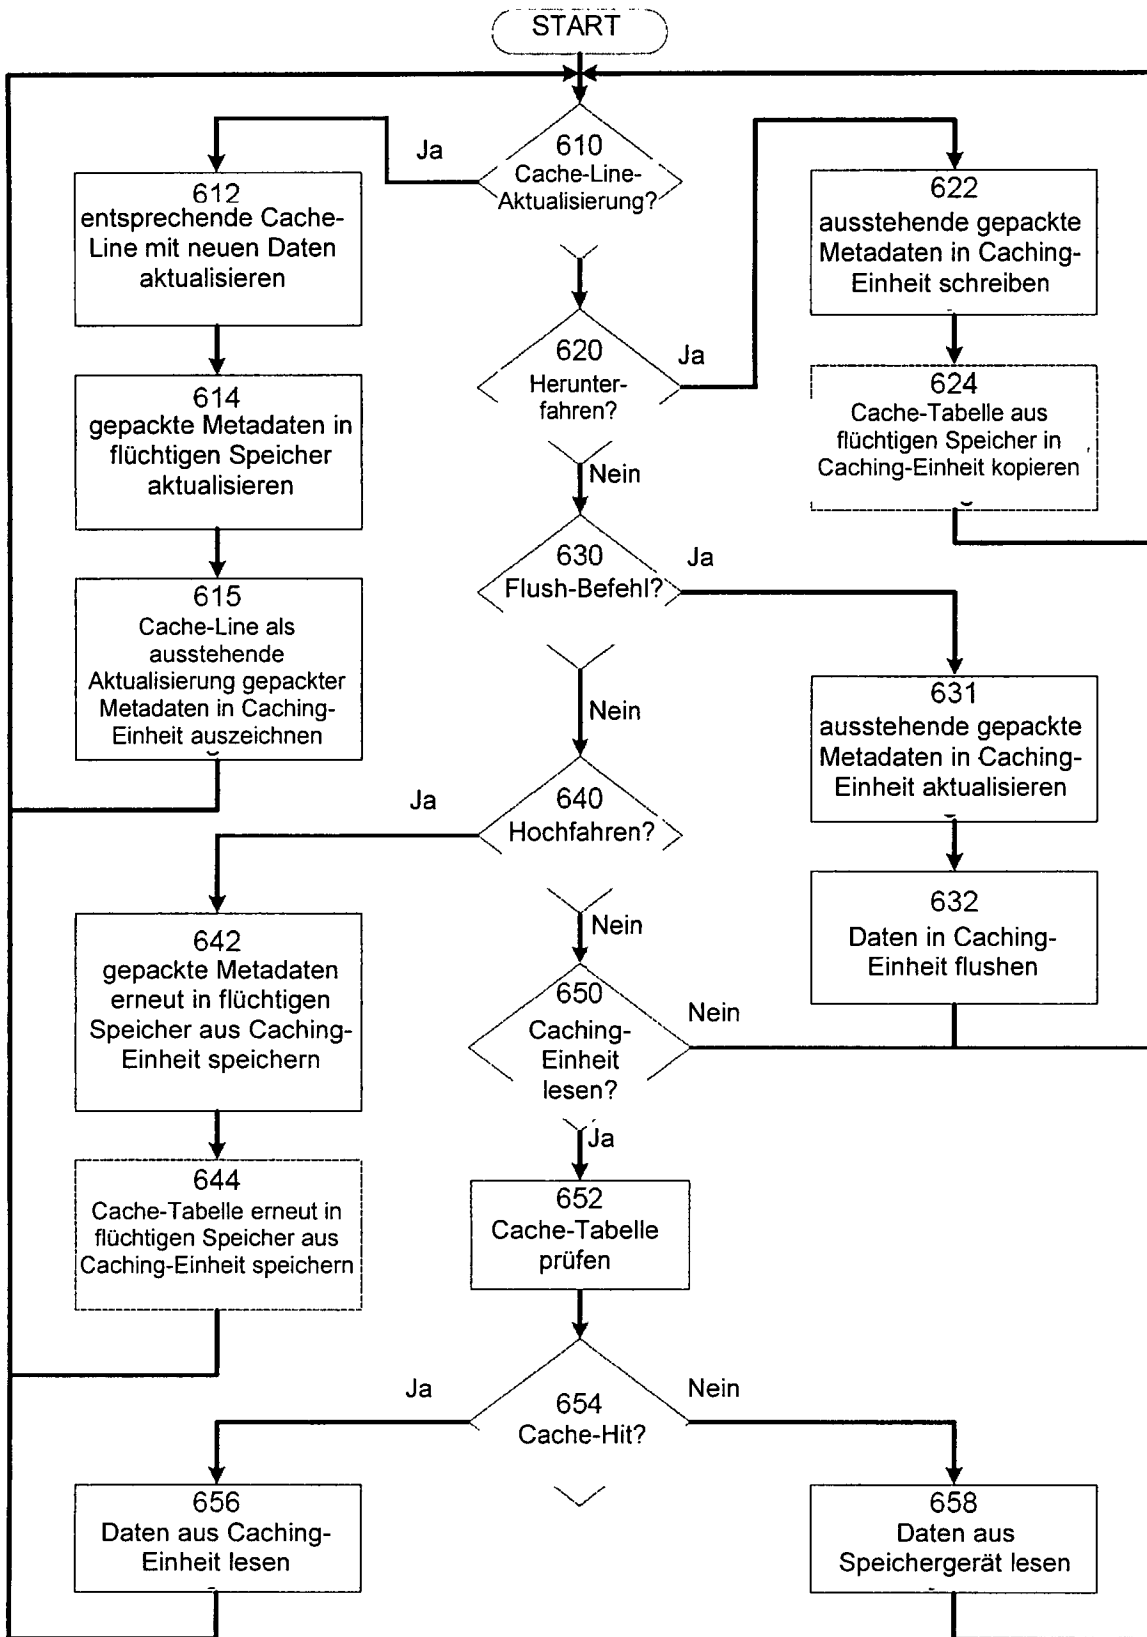 START
610
Cache-Line-
Aktualisierung?
Ja
612
entsprechende Cache-
Line mit neuen Daten
aktualisieren
622
ausstehende gepackte
Metadaten in Caching-
Einheit schreiben
620
Herunter-
fahren?
Ja
614
gepackte Metadaten in
flüchtigen Speicher
aktualisieren
624
Cache-Tabelle aus
flüchtigen Speicher in
Caching-Einheit kopieren
Nein
630
Flush-Befehl?
Ja
615
Cache-Line als
ausstehende
Aktualisierung gepackter
Metadaten in Caching-
Einheit auszeichnen
631
ausstehende gepackte
Metadaten in Caching-
Einheit aktualisieren
Nein
640
Hochfahren?
Ja
632
Daten in Caching-
Einheit flushen
642
gepackte Metadaten
erneut in flüchtigen
Speicher aus Caching-
Einheit speichern
Nein
650
Caching-
Einheit
lesen?
Nein
Ja
644
Cache-Tabelle erneut in
flüchtigen Speicher aus
Caching-Einheit speichern
652
Cache-Tabelle
prüfen
654
Cache-Hit?
Ja
Nein
656
Daten aus Caching-
Einheit lesen
658
Daten aus
Speichergerät lesen